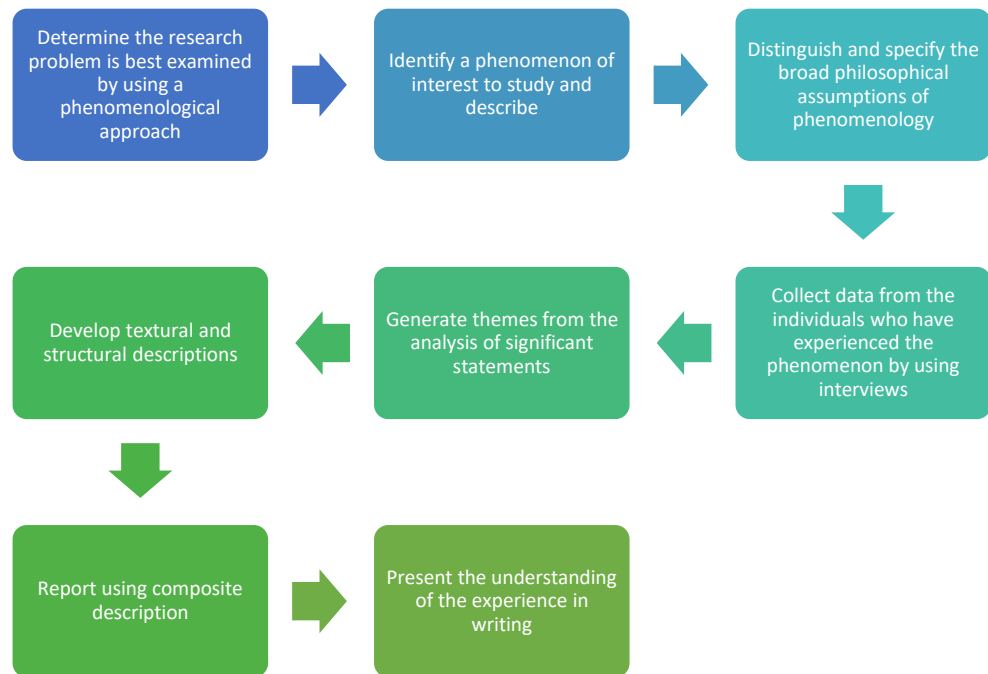 Determine the research
problem is best examined
by using a
phenomenological
approach
Identify a phenomenon of
interest to study and
describe
Distinguish and specify the
broad philosophical
assumptions of
phenomenology
Collect data from the
individuals who have
experienced the
phenomenon by using
interviews
Generate themes from the
analysis of significant
statements
Develop textural and
structural descriptions
Report using composite
description
Present the understanding
of the experience in
writing